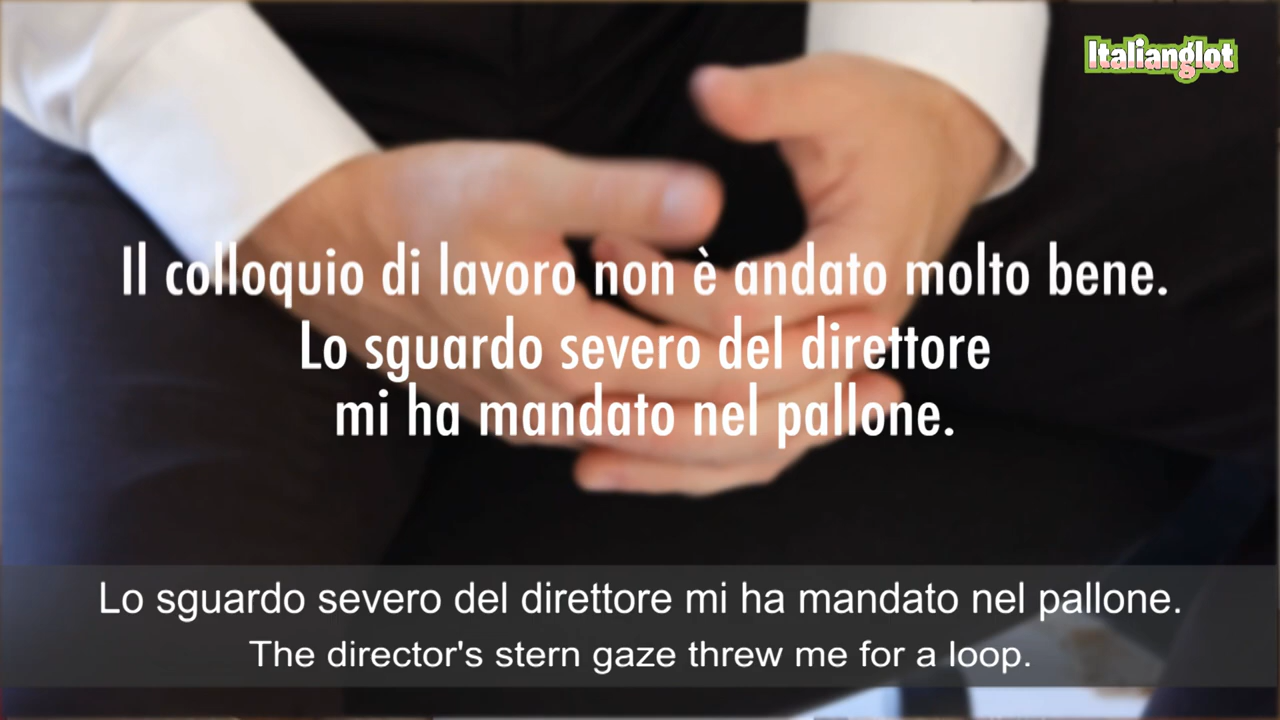 Italianglot
Il colloquio di lavoro non è andato molto bene.
Lo sguardo severo del direttore
mi ha mandato nel pallone.
Lo sguardo severo del direttore mi ha mandato nel pallone.
The director's stern gaze threw me for a loop.